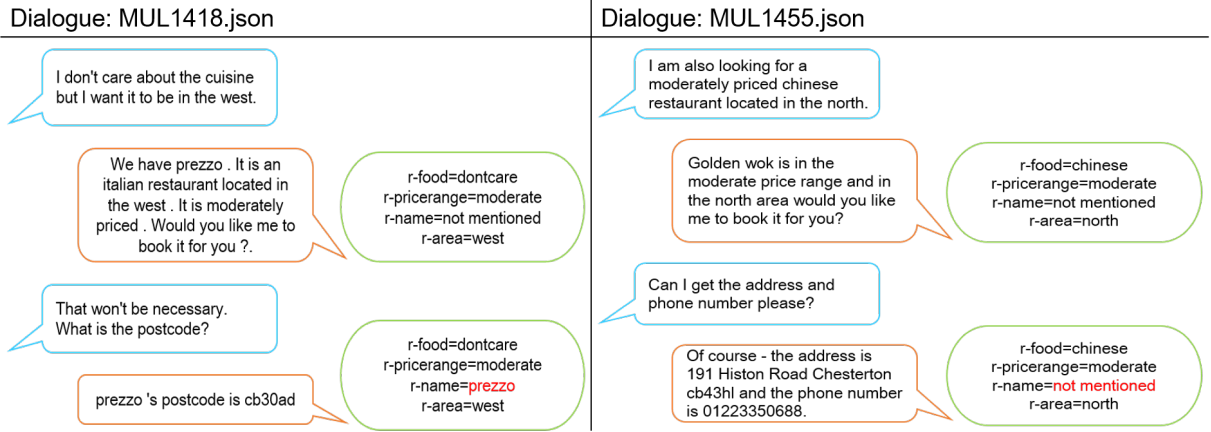 Dialogue: MUL1418.json
I don't care about the cuisine
but I want it to be in the west.
We have prezzo . It is an
italian restaurant located in
the west . It is moderately
priced . Would you like me to
book it for you ?.
r-food=dontcare
r-pricerange=moderate
r-name=not mentioned
r-area=west
That won't be necessary.
What is the postcode?
prezzo 's postcode is cb30ad
r-food=dontcare
r-pricerange=moderate
r-name=prezzo
r-area=west
Dialogue: MUL1455.json
I am also looking for a
moderately priced chinese
restaurant located in the north.
Golden wok is in the
moderate price range and in
the north area would you like
me to book it for you?
r-food=chinese
r-pricerange=moderate
r-name=not mentioned
r-area=north
Can I get the address and
phone number please?
Of course - the address is
191 Histon Road Chesterton
cb43hl and the phone number
is 01223350688.
r-food=chinese
r-pricerange=moderate
r-name=not mentioned
r-area=north